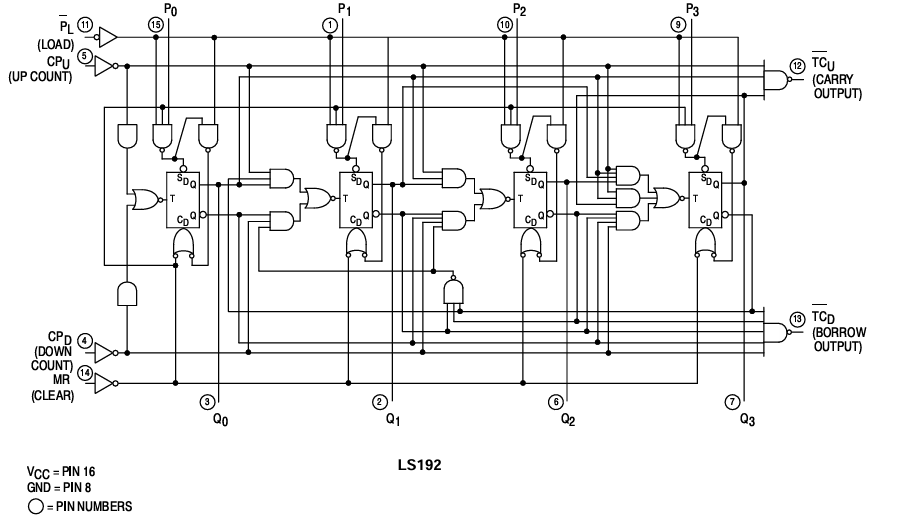 P0 P1 P2 P3
PL 11 15 1 10 9
(LOAD)
CPU 5
(UP COUNT)
12 TCU
(CARRY
OUTPUT)
SD Q SD Q SD Q SD Q
T T T T
CD Q CD Q CD Q CD Q
CPD 4
(DOWN
COUNT)
13 TCD
(BORROW
OUTPUT)
MR 14
(CLEAR)
3 2 6 7
Q0 Q1 Q2 Q3
LS192
VCC = PIN 16
GND = PIN 8
= PIN NUMBERS